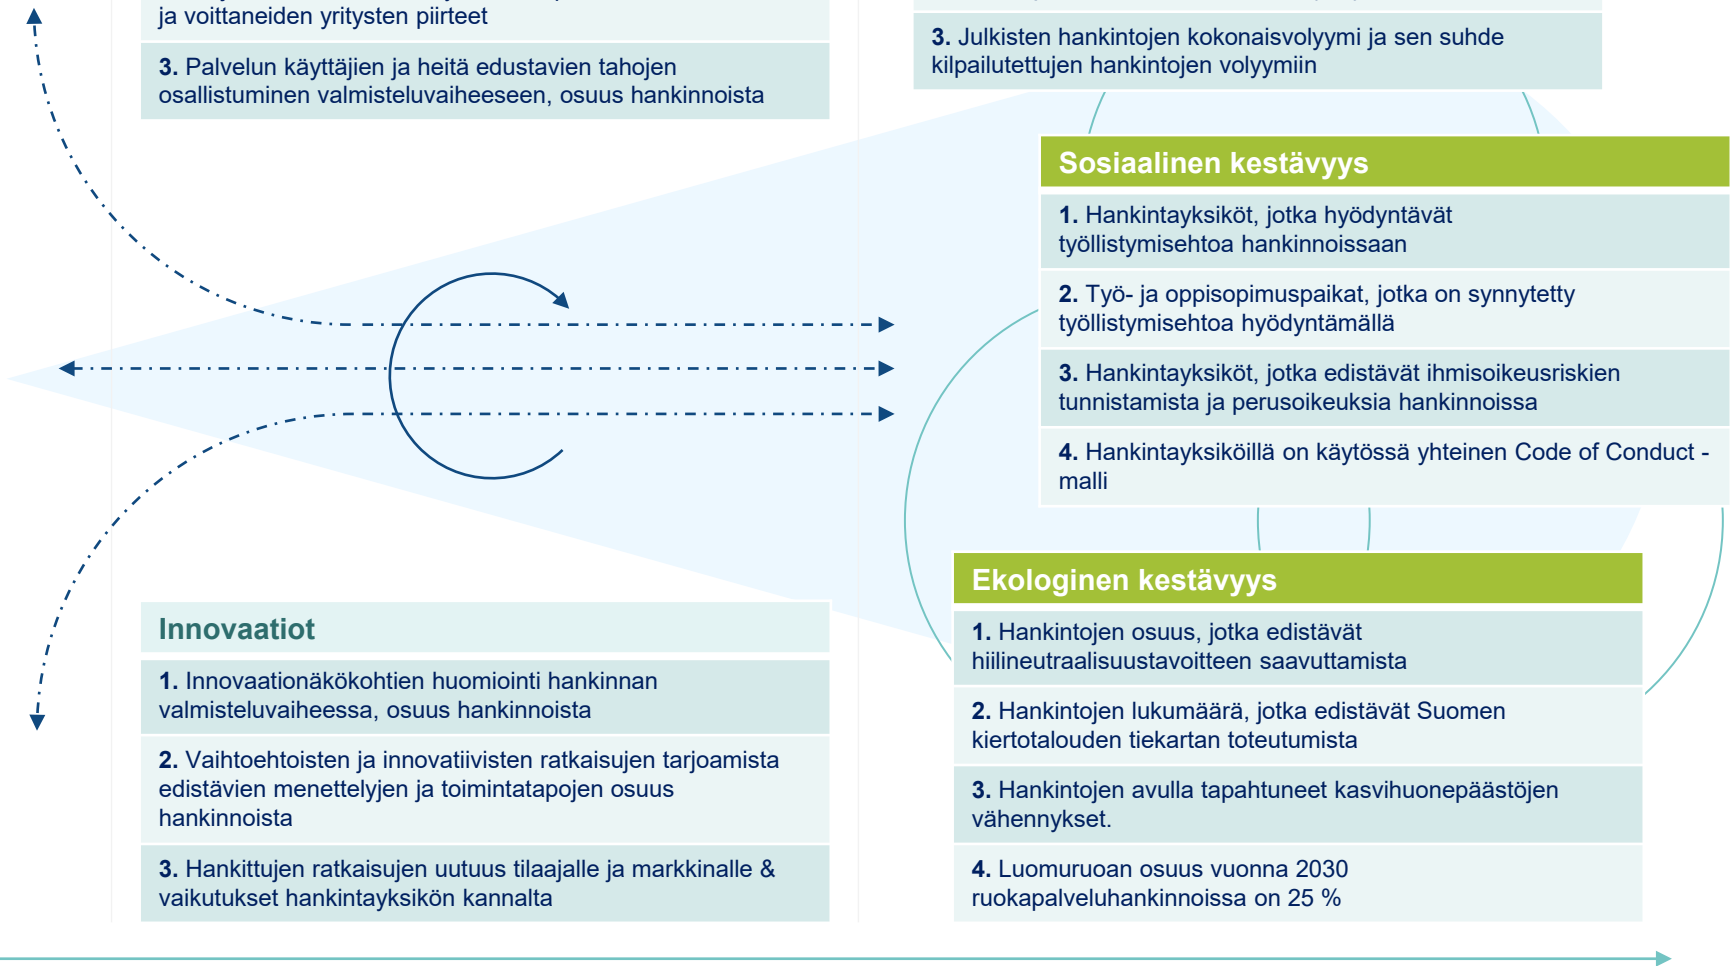 ja voittaneiden yritysten piirteet
3. Palvelun käyttäjien ja heitä edustavien tahojen
osallistuminen valmisteluvaiheeseen, osuus hankinnoista
3. Julkisten hankintojen kokonaisvolyymi ja sen suhde
kilpailutettujen hankintojen volyymiin
Sosiaalinen kestävyys
1. Hankintayksiköt, jotka hyödyntävät
työllistymisehtoa hankinnoissaan
2. Työ- ja oppisopimuspaikat, jotka on synnytetty
työllistymisehtoa hyödyntämällä
3. Hankintayksiköt, jotka edistävät ihmisoikeusriskien
tunnistamista ja perusoikeuksia hankinnoissa
4. Hankintayksiköillä on käytössä yhteinen Code of Conduct -
malli
Innovaatiot
1. Innovaationäkökohtien huomiointi hankinnan
valmisteluvaiheessa, osuus hankinnoista
2. Vaihtoehtoisten ja innovatiivisten ratkaisujen tarjoamista
edistävien menettelyjen ja toimintatapojen osuus
hankinnoista
3. Hankittujen ratkaisujen uutuus tilaajalle ja markkinalle &
vaikutukset hankintayksikön kannalta
Ekologinen kestävyys
1. Hankintojen osuus, jotka edistävät
hiilineutraalisuustavoitteen saavuttamista
2. Hankintojen lukumäärä, jotka edistävät Suomen
kiertotalouden tiekartan toteutumista
3. Hankintojen avulla tapahtuneet kasvihuonepäästöjen
vähennykset.
4. Luomuruoan osuus vuonna 2030
ruokapalveluhankinnoissa on 25 %